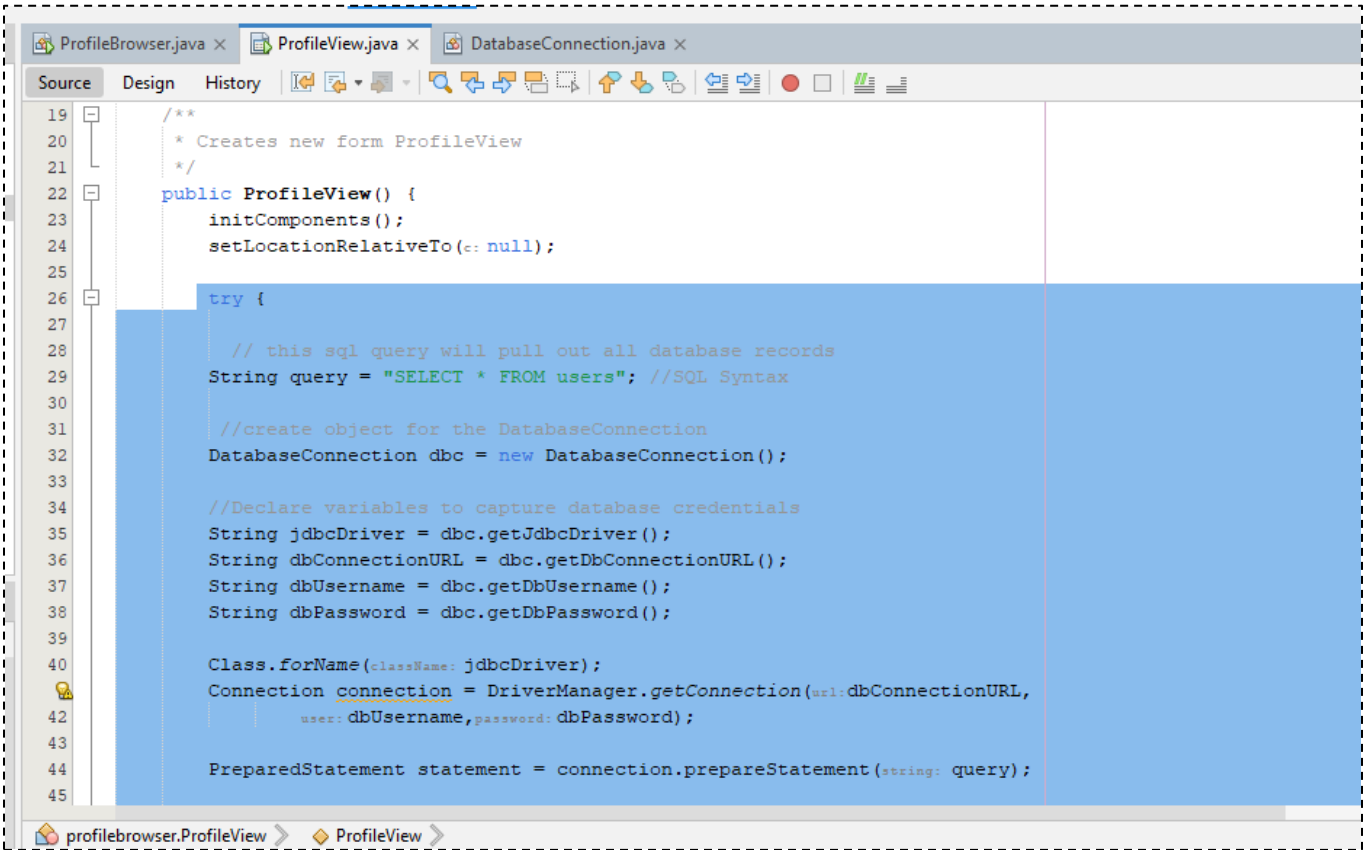 ProfileBrowser.java × ProfileView.java × DatabaseConnection.java ×
Source Design History
19 /**
20 * Creates new form ProfileView
21 */
22 public ProfileView() {
23 initComponents();
24 setLocationRelativeTo(c: null);
25
26 try {
27
28 // this sql query will pull out all database records
29 String query = "SELECT * FROM users"; //SQL Syntax
30
31 //create object for the DatabaseConnection
32 DatabaseConnection dbc = new DatabaseConnection();
33
34 //Declare variables to capture database credentials
35 String jdbcDriver = dbc.getJdbcDriver();
36 String dbConnectionURL = dbc.getDbConnectionURL();
37 String dbUsername = dbc.getDbUsername();
38 String dbPassword = dbc.getDbPassword();
39
40 Class.forName(className: jdbcDriver);
Connection connection = DriverManager.getConnection(url:dbConnectionURL,
42 user: dbUsername,password: dbPassword);
43
44 PreparedStatement statement = connection.prepareStatement(string: query);
45
profilebrowser.ProfileView ProfileView